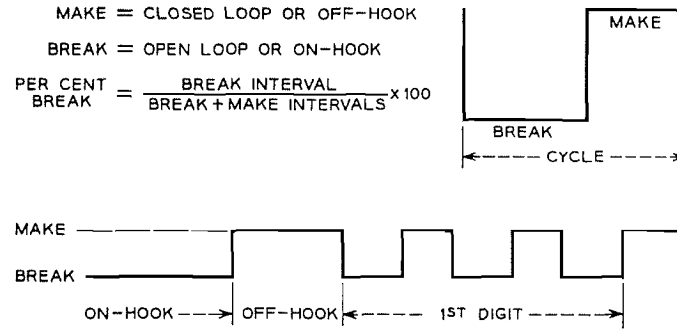 MAKE = CLOSED LOOP OR OFF-HOOK
BREAK = OPEN LOOP OR ON-HOOK
PER CENT BREAK = BREAK INTERVAL / BREAK + MAKE INTERVALS × 100
MAKE
BREAK
CYCLE
MAKE
BREAK
ON-HOOK
OFF-HOOK
1ST DIGIT